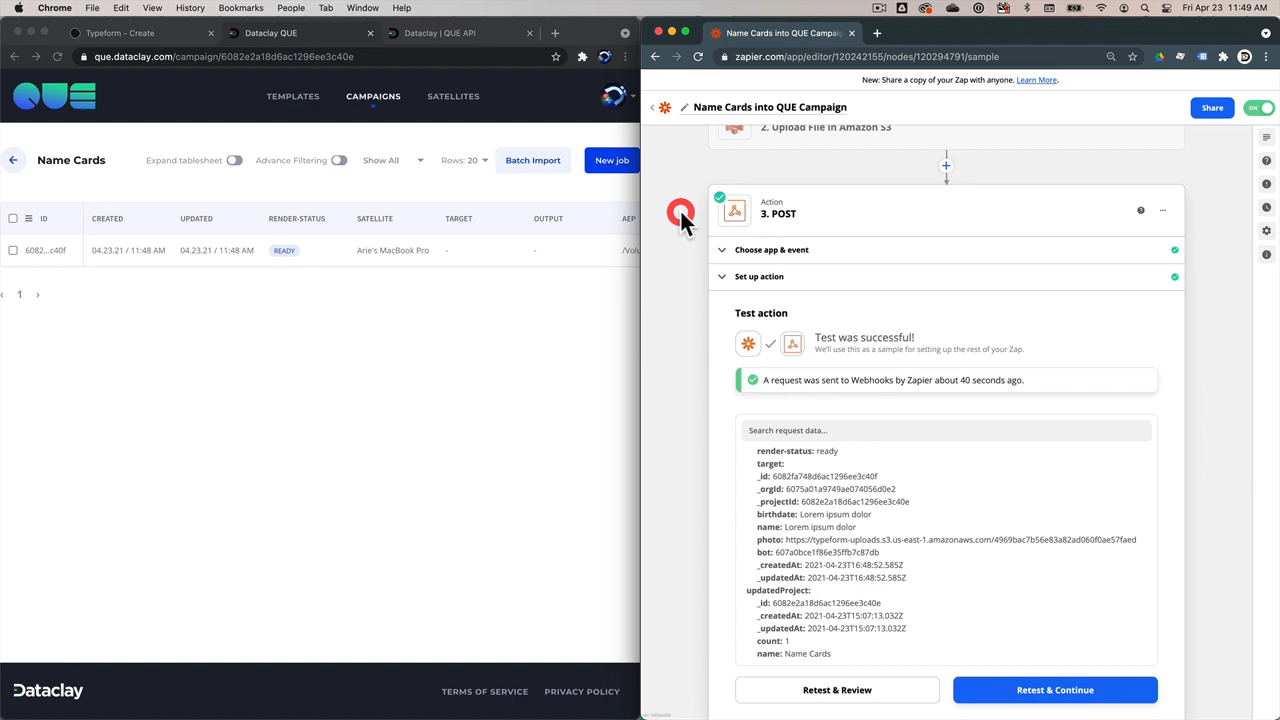 Chrome File Edit View History Bookmarks People Tab Window Help
Fri Apr 23 11:49 AM
Typeform - Create
Dataclay QUE
Dataclay | QUE API
que.dataclay.com/campaign/6082e2a18d6ac1296ee3c40e
QUE
TEMPLATES CAMPAIGNS SATELLITES
Name Cards
Expand tablesheet
Advance Filtering
Show All
Rows: 20
Batch Import
New job
ID CREATED UPDATED RENDER-STATUS SATELLITE TARGET OUTPUT AEP
6082...c40f 04.23.21 / 11:48 AM 04.23.21 / 11:48 AM READY Arie's MacBook Pro - - /Volu
‹ 1 ›
Dataclay
TERMS OF SERVICE PRIVACY POLICY
Name Cards into QUE Campaig
zapier.com/app/editor/120242155/nodes/120294791/sample
New: Share a copy of your Zap with anyone. Learn More.
Name Cards into QUE Campaign
Share
ON
2. Upload File in Amazon S3
Action
3. POST
Choose app & event
Set up action
Test action
Test was successful!
We'll use this as a sample for setting up the rest of your Zap.
A request was sent to Webhooks by Zapier about 40 seconds ago.
Search request data...
render-status: ready
target:
_id: 6082fa748d6ac1296ee3c40f
_orgId: 6075a01a9749ae074056d0e2
_projectId: 6082e2a18d6ac1296ee3c40e
birthdate: Lorem ipsum dolor
name: Lorem ipsum dolor
photo: https://typeform-uploads.s3.us-east-1.amazonaws.com/4969bac7b56e83a82ad060f0ae57faed
bot: 607a0bce1f86e35ffb7c87db
_createdAt: 2021-04-23T16:48:52.585Z
_updatedAt: 2021-04-23T16:48:52.585Z
updatedProject:
_id: 6082e2a18d6ac1296ee3c40e
_createdAt: 2021-04-23T15:07:13.032Z
_updatedAt: 2021-04-23T15:07:13.032Z
count: 1
name: Name Cards
Retest & Review
Retest & Continue